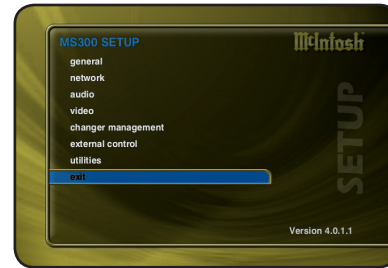 MS300 SETUP
McIntosh
general
network
audio
video
changer management
external control
utilities
exit
SETUP
Version 4.0.1.1